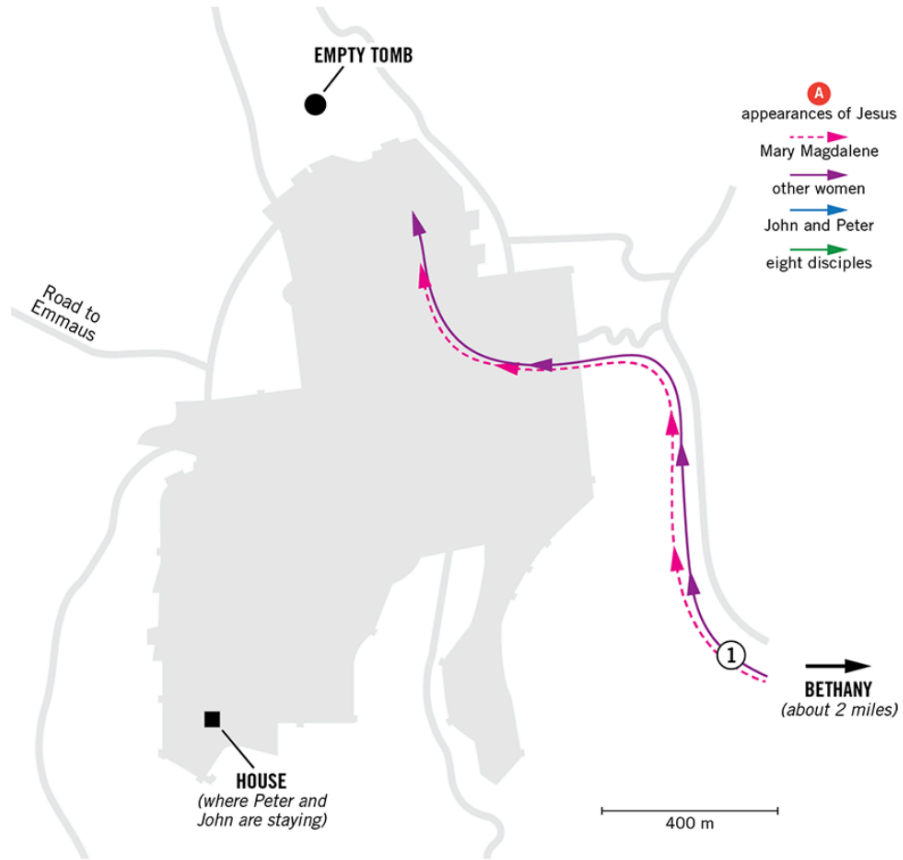 EMPTY TOMB
A
appearances of Jesus
Mary Magdalene
other women
John and Peter
eight disciples
Road to
Emmaus
1
BETHANY
(about 2 miles)
HOUSE
(where Peter and
John are staying)
400 m